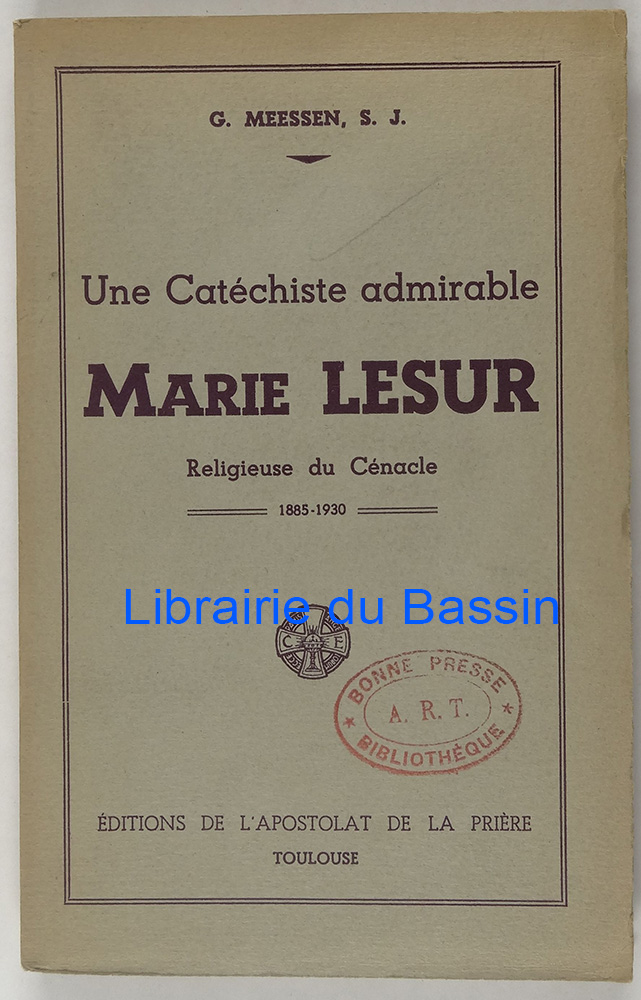 G. MEESSEN, S. J.
Une Catéchiste admirable
MARIE LESUR
Religieuse du Cénacle
1885-1930
Librairie du Bassin
C E
BONNE PRESSE
A. R. T.
BIBLIOTHÈQUE
ÉDITIONS DE L'APOSTOLAT DE LA PRIÈRE
TOULOUSE